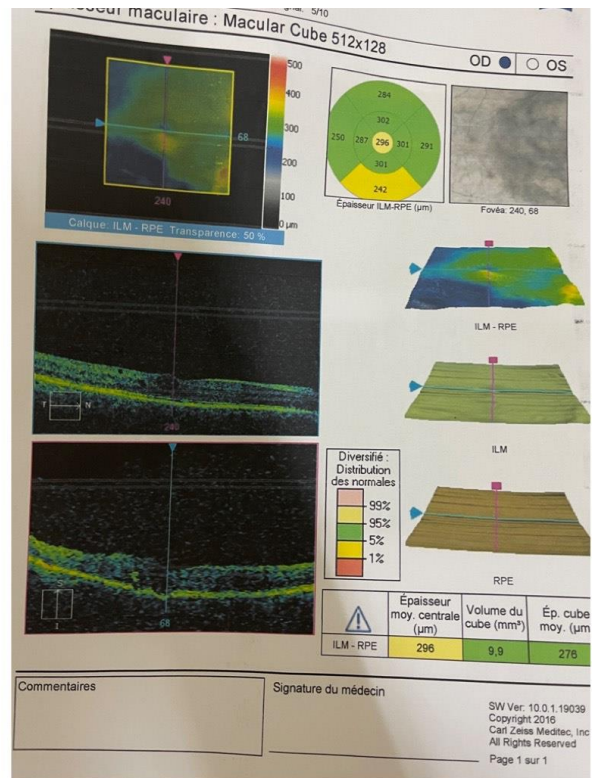 maculaire : Macular Cube 512x128
5/10
OD OS
500
400
300
200
100
0 µm
68
240
Calque: ILM - RPE Transparence: 50 %
284
302
250 287 296 301 291
301
242
Épaisseur ILM-RPE (µm)
Fovéa: 240, 68
ILM - RPE
T N
240
ILM
Diversifié :
Distribution
des normales
99%
95%
5%
1%
RPE
S
I
68
Épaisseur
moy. centrale
(µm)
Volume du
cube (mm³)
Ép. cube
moy. (µm
ILM - RPE 296 9,9 276
Commentaires
Signature du médecin
SW Ver: 10.0.1.19039
Copyright 2016
Carl Zeiss Meditec, Inc
All Rights Reserved
Page 1 sur 1